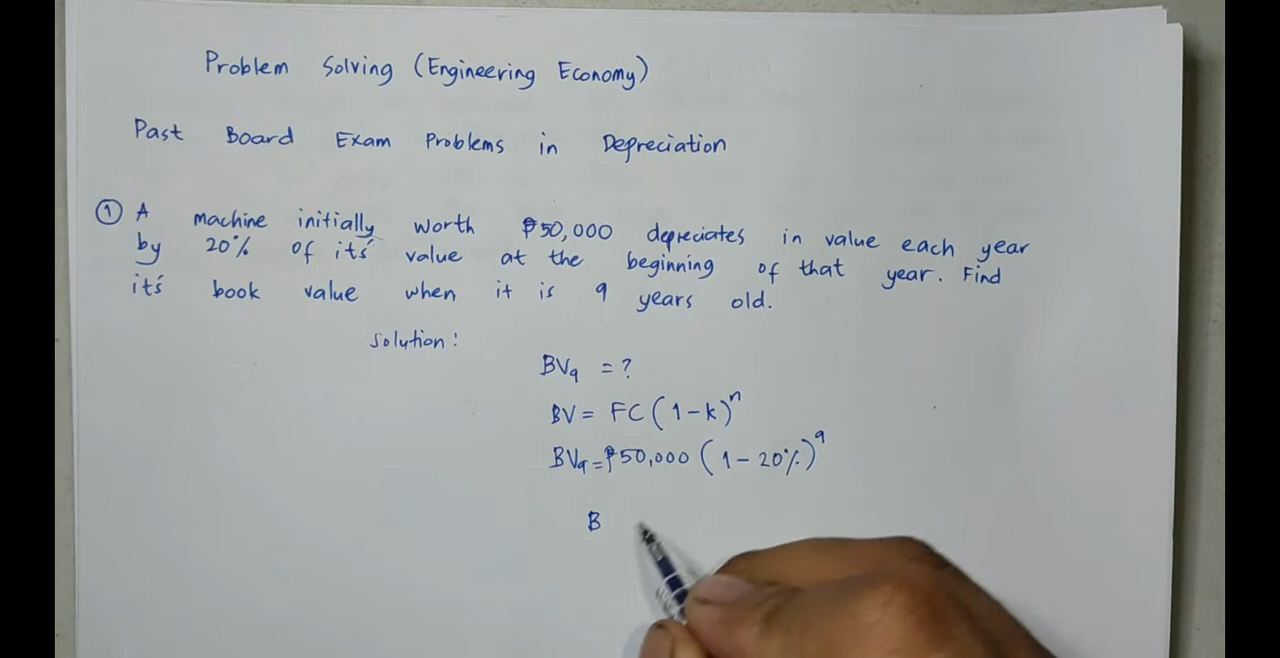 Problem Solving (Engineering Economy)
Past Board Exam Problems in Depreciation
① A machine initially worth ₱50,000 depreciates in value each year
by 20% of it's value at the beginning of that year. Find
it's book value when it is 9 years old.
Solution:
BV₉ = ?
BV = FC (1-k)ⁿ
BV₉ = ₱50,000 (1 - 20%)⁹
B